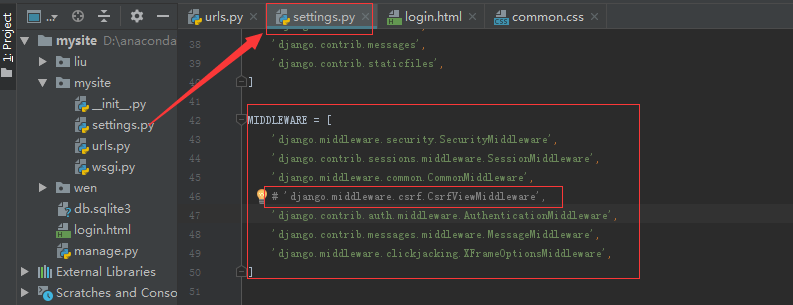 1: Project
mysite D:\anaconda
liu
mysite
__init__.py
settings.py
urls.py
wsgi.py
wen
db.sqlite3
login.html
manage.py
External Libraries
Scratches and Conso
urls.py
settings.py
login.html
common.css
38 'django.contrib.messages',
39 'django.contrib.staticfiles',
40 ]
41
42 MIDDLEWARE = [
43 'django.middleware.security.SecurityMiddleware',
44 'django.contrib.sessions.middleware.SessionMiddleware',
45 'django.middleware.common.CommonMiddleware',
46 # 'django.middleware.csrf.CsrfViewMiddleware',
47 'django.contrib.auth.middleware.AuthenticationMiddleware',
48 'django.contrib.messages.middleware.MessageMiddleware',
49 'django.middleware.clickjacking.XFrameOptionsMiddleware',
50 ]
51